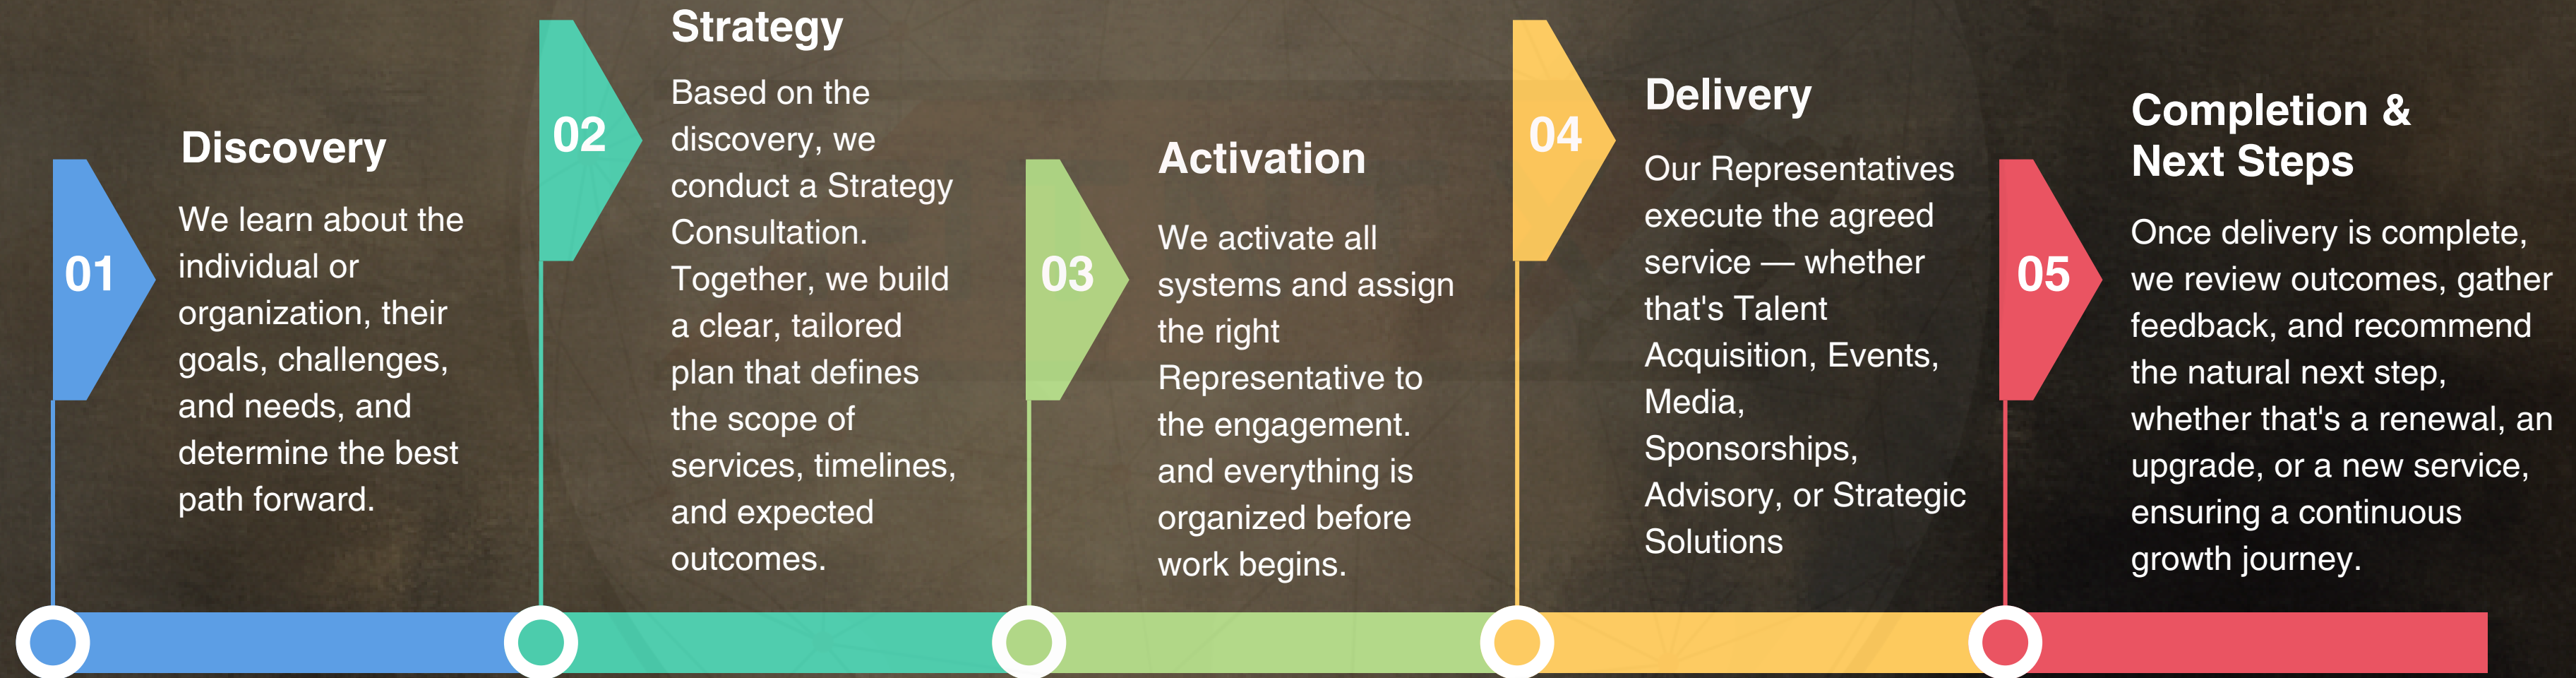 01
Discovery
We learn about the
individual or
organization, their
goals, challenges,
and needs, and
determine the best
path forward.
02
Strategy
Based on the
discovery, we
conduct a Strategy
Consultation.
Together, we build
a clear, tailored
plan that defines
the scope of
services, timelines,
and expected
outcomes.
03
Activation
We activate all
systems and assign
the right
Representative to
the engagement.
and everything is
organized before
work begins.
04
Delivery
Our Representatives
execute the agreed
service — whether
that's Talent
Acquisition, Events,
Media,
Sponsorships,
Advisory, or Strategic
Solutions
05
Completion &
Next Steps
Once delivery is complete,
we review outcomes, gather
feedback, and recommend
the natural next step,
whether that's a renewal, an
upgrade, or a new service,
ensuring a continuous
growth journey.